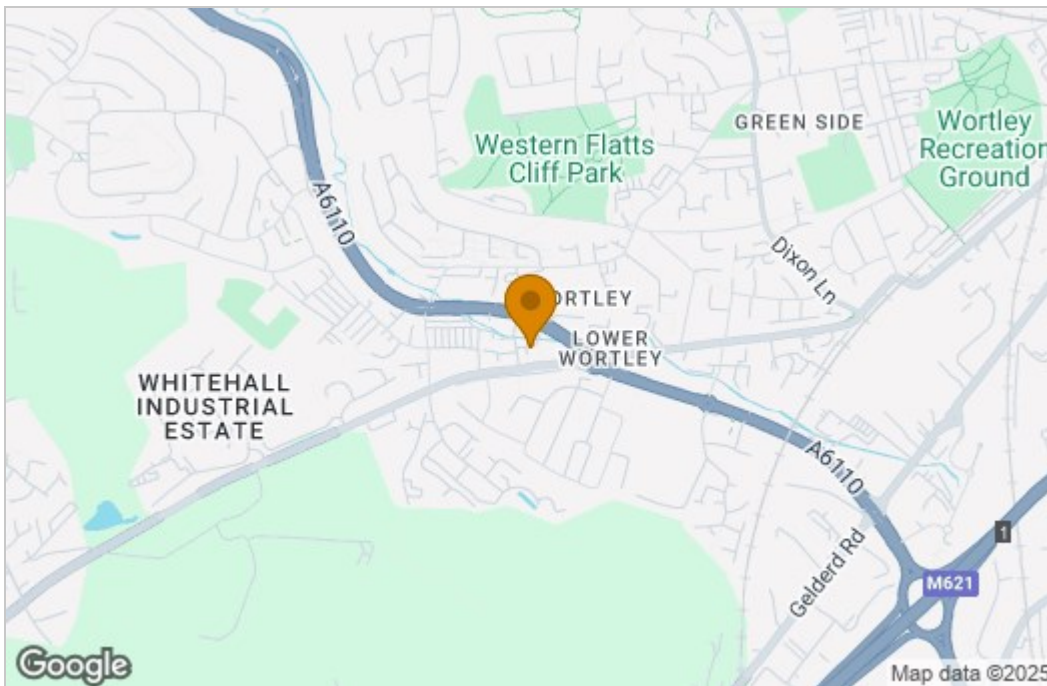 Western Flatts
Cliff Park
GREEN SIDE
Wortley
Recreation
Ground
A6110
Dixon Ln
ORTLEY
LOWER
WORTLEY
WHITEHALL
INDUSTRIAL
ESTATE
A6110
Gelderd Rd
1
M621
Google
Map data ©2025